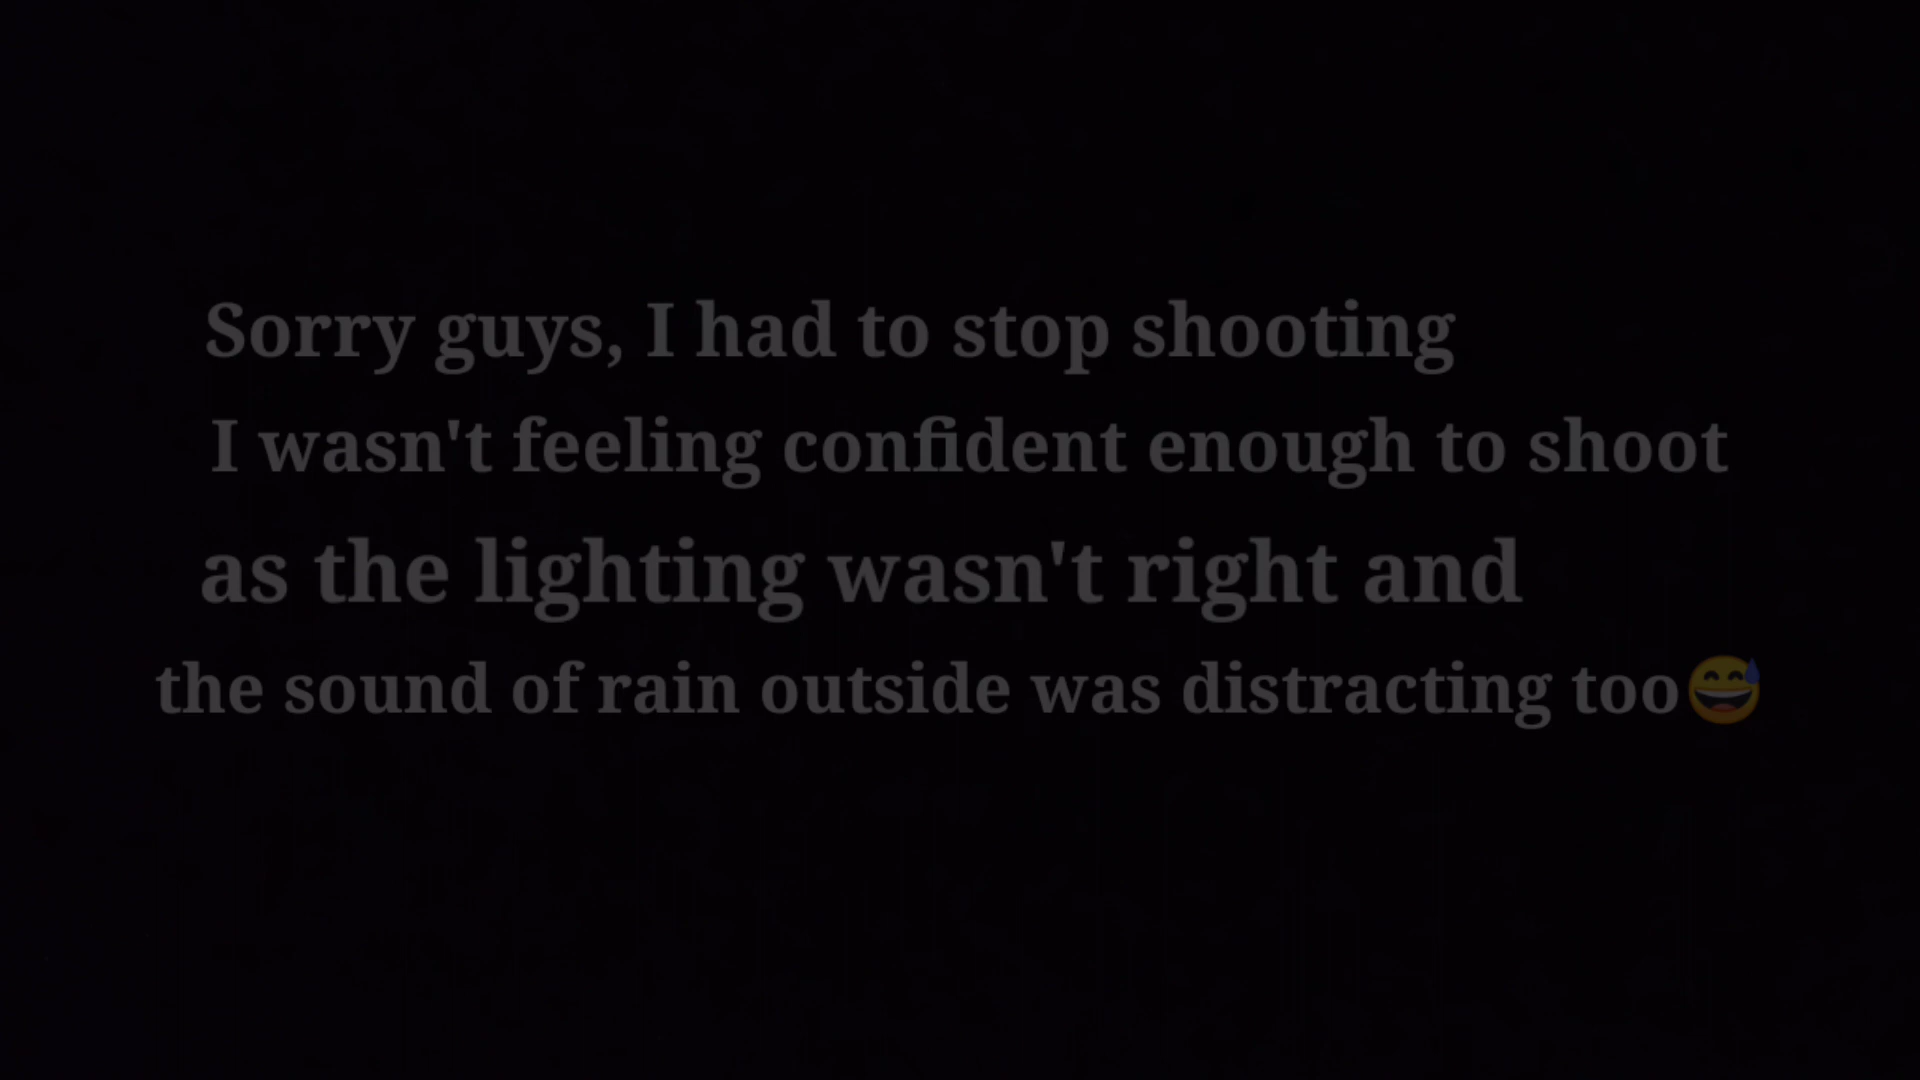 Sorry guys, I had to stop shooting
I wasn't feeling confident enough to shoot
as the lighting wasn't right and
the sound of rain outside was distracting too😅